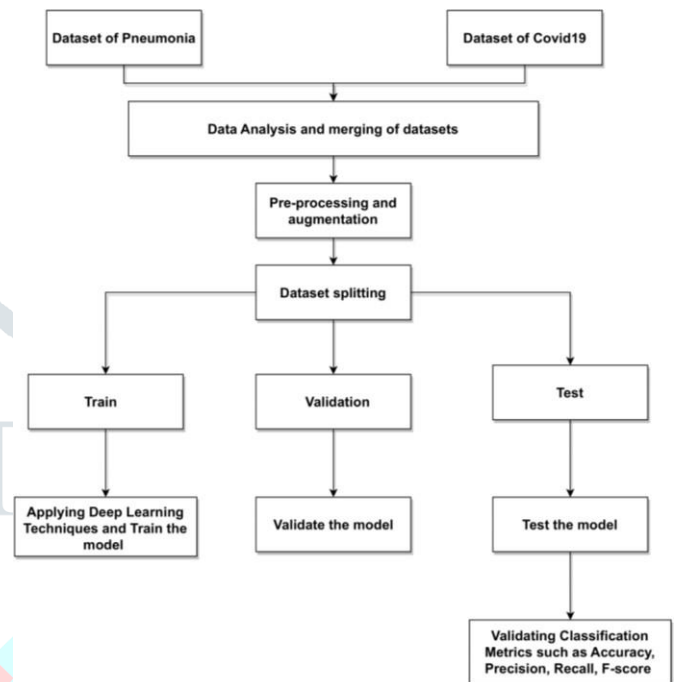 Dataset of Pneumonia
Dataset of Covid19
Data Analysis and merging of datasets
Pre-processing and
augmentation
Dataset splitting
Train
Validation
Test
Applying Deep Learning
Techniques and Train the
model
Validate the model
Test the model
Validating Classification
Metrics such as Accuracy,
Precision, Recall, F-score